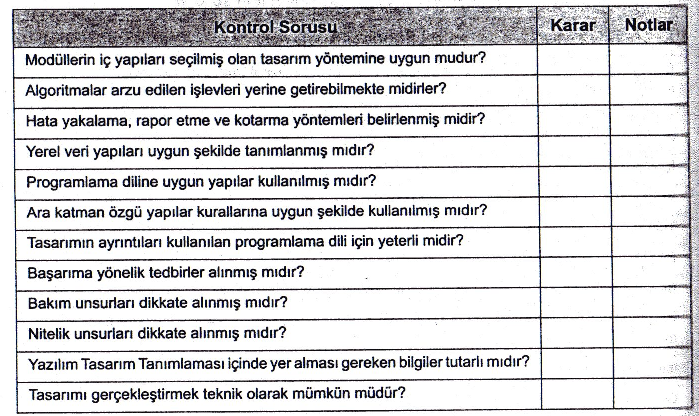 Kontrol Sorusu Karar Notlar
Modüllerin iç yapıları seçilmiş olan tasarım yöntemine uygun mudur?
Algoritmalar arzu edilen işlevleri yerine getirebilmekte midirler?
Hata yakalama, rapor etme ve kotarma yöntemleri belirlenmiş midir?
Yerel veri yapıları uygun şekilde tanımlanmış mıdır?
Programlama diline uygun yapılar kullanılmış mıdır?
Ara katman özgü yapılar kurallarına uygun şekilde kullanılmış mıdır?
Tasarımın ayrıntıları kullanılan programlama dili için yeterli midir?
Başarıma yönelik tedbirler alınmış mıdır?
Bakım unsurları dikkate alınmış mıdır?
Nitelik unsurları dikkate alınmış mıdır?
Yazılım Tasarım Tanımlaması içinde yer alması gereken bilgiler tutarlı mıdır?
Tasarımı gerçekleştirmek teknik olarak mümkün müdür?